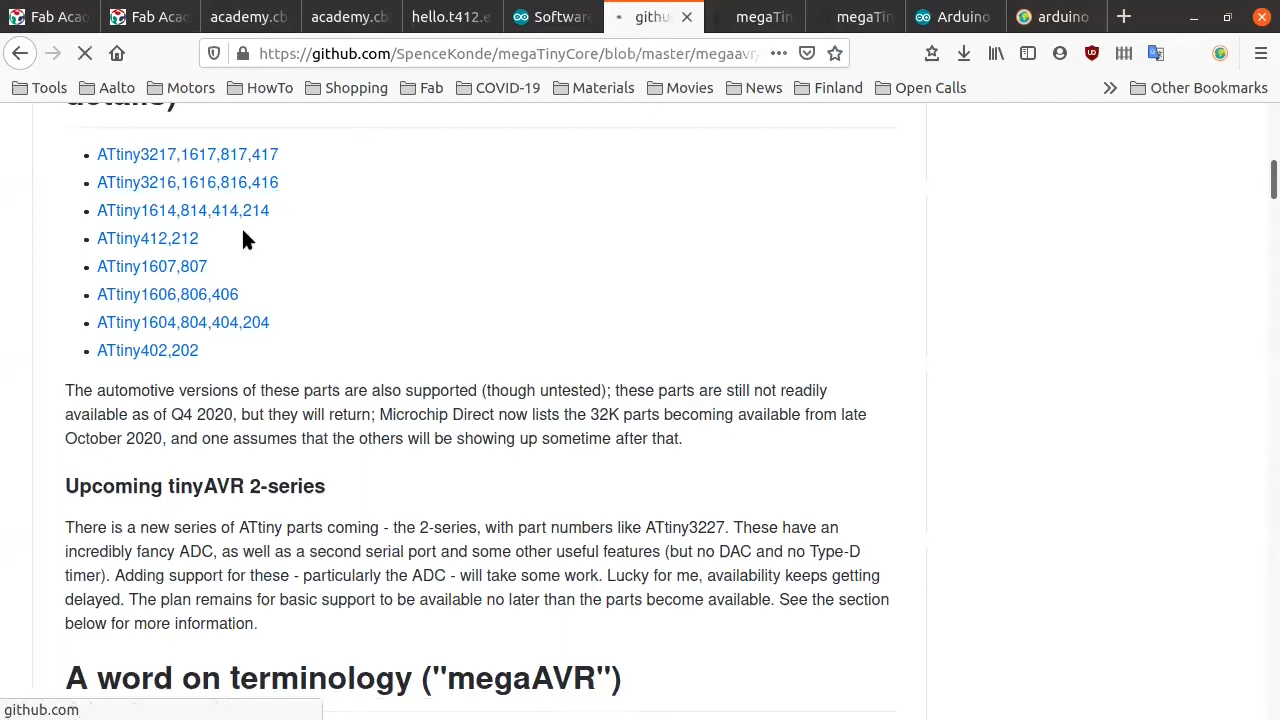 Fab Aca
Fab Aca
academy.cb
academy.cb
hello.t412.e
Software
githu
megaTin
megaTin
Arduino
arduino
https://github.com/SpenceKonde/megaTinyCore/blob/master/megaavr/
Tools
Aalto
Motors
HowTo
Shopping
Fab
COVID-19
Materials
Movies
News
Finland
Open Calls
Other Bookmarks
details)
ATtiny3217,1617,817,417
ATtiny3216,1616,816,416
ATtiny1614,814,414,214
ATtiny412,212
ATtiny1607,807
ATtiny1606,806,406
ATtiny1604,804,404,204
ATtiny402,202
The automotive versions of these parts are also supported (though untested); these parts are still not readily
available as of Q4 2020, but they will return; Microchip Direct now lists the 32K parts becoming available from late
October 2020, and one assumes that the others will be showing up sometime after that.
Upcoming tinyAVR 2-series
There is a new series of ATtiny parts coming - the 2-series, with part numbers like ATtiny3227. These have an
incredibly fancy ADC, as well as a second serial port and some other useful features (but no DAC and no Type-D
timer). Adding support for these - particularly the ADC - will take some work. Lucky for me, availability keeps getting
delayed. The plan remains for basic support to be available no later than the parts become available. See the section
below for more information.
A word on terminology ("megaAVR")
github.com